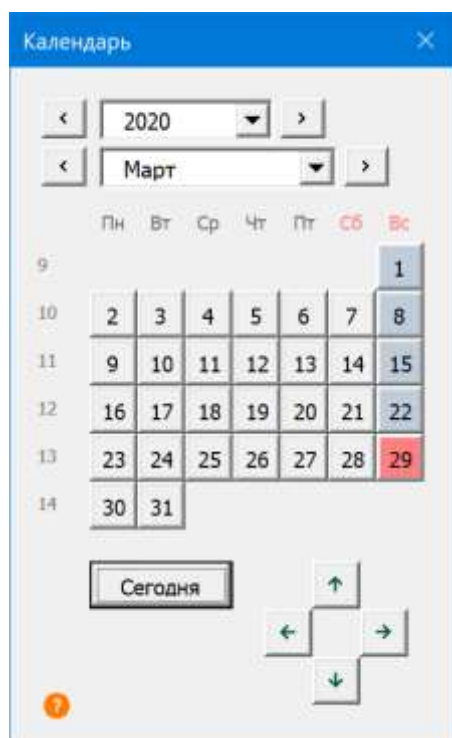 Календарь ×
< 2020 >
< Март >
Пн Вт Ср Чт Пт Сб Вс
9 1
10 2 3 4 5 6 7 8
11 9 10 11 12 13 14 15
12 16 17 18 19 20 21 22
13 23 24 25 26 27 28 29
14 30 31
Сегодня
?